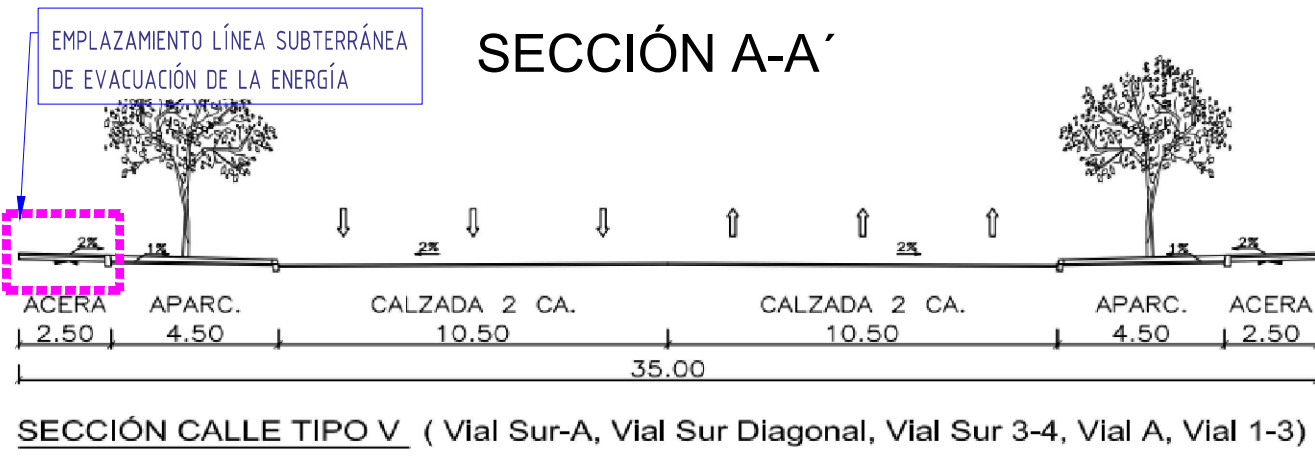 EMPLAZAMIENTO LÍNEA SUBTERRÁNEA
DE EVACUACIÓN DE LA ENERGÍA
SECCIÓN A-A´
2% 1% 2% 2% 1% 2%
ACERA APARC. CALZADA 2 CA. CALZADA 2 CA. APARC. ACERA
2.50 4.50 10.50 10.50 4.50 2.50
35.00
SECCIÓN CALLE TIPO V ( Vial Sur-A, Vial Sur Diagonal, Vial Sur 3-4, Vial A, Vial 1-3)